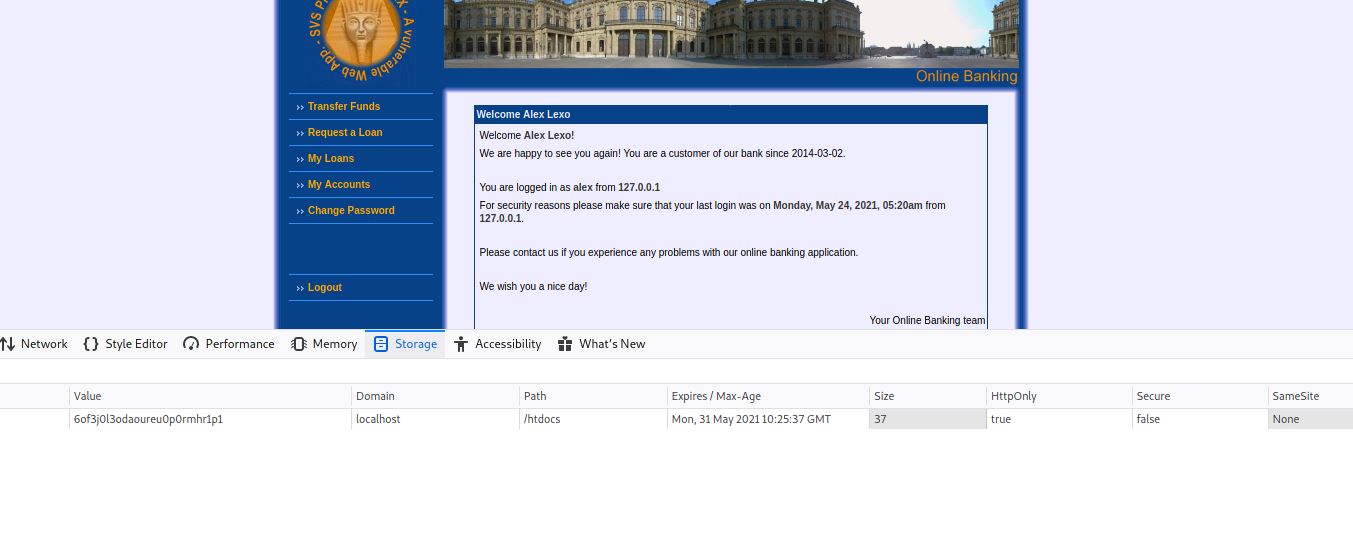 SVS P
X - A vulnerable Web App. -
Online Banking
›› Transfer Funds
›› Request a Loan
›› My Loans
›› My Accounts
›› Change Password
›› Logout
Welcome Alex Lexo
Welcome Alex Lexo!
We are happy to see you again! You are a customer of our bank since 2014-03-02.
You are logged in as alex from 127.0.0.1
For security reasons please make sure that your last login was on Monday, May 24, 2021, 05:20am from
127.0.0.1.
Please contact us if you experience any problems with our online banking application.
We wish you a nice day!
Your Online Banking team
Network {} Style Editor Performance Memory Storage Accessibility What's New
Value Domain Path Expires / Max-Age Size HttpOnly Secure SameSite
6of3j0l3odaoureu0p0rmhr1p1 localhost /htdocs Mon, 31 May 2021 10:25:37 GMT 37 true false None